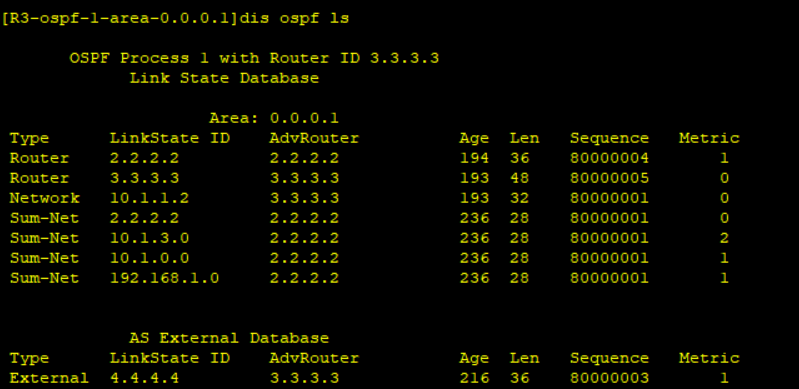 [R3-ospf-1-area-0.0.0.1]dis ospf ls
OSPF Process 1 with Router ID 3.3.3.3
Link State Database
Area: 0.0.0.1
Type LinkState ID AdvRouter Age Len Sequence Metric
Router 2.2.2.2 2.2.2.2 194 36 80000004 1
Router 3.3.3.3 3.3.3.3 193 48 80000005 0
Network 10.1.1.2 3.3.3.3 193 32 80000001 0
Sum-Net 2.2.2.2 2.2.2.2 236 28 80000001 0
Sum-Net 10.1.3.0 2.2.2.2 236 28 80000001 2
Sum-Net 10.1.0.0 2.2.2.2 236 28 80000001 1
Sum-Net 192.168.1.0 2.2.2.2 236 28 80000001 1
AS External Database
Type LinkState ID AdvRouter Age Len Sequence Metric
External 4.4.4.4 3.3.3.3 216 36 80000003 1